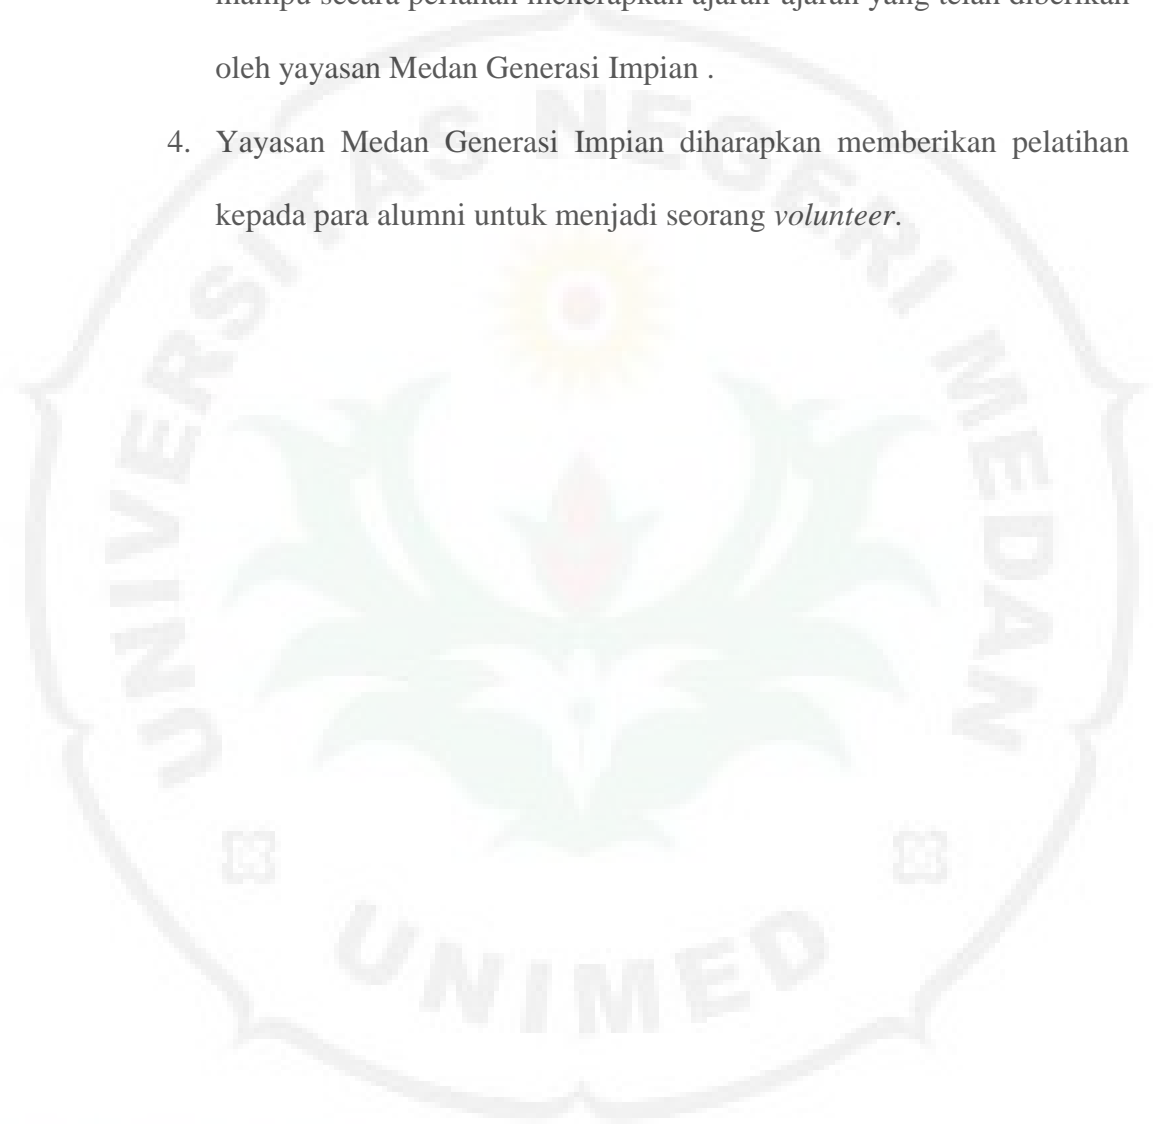 mampu secara perlahan menerapkan ajaran-ajaran yang telah diberikan
oleh yayasan Medan Generasi Impian .
4. Yayasan Medan Generasi Impian diharapkan memberikan pelatihan
kepada para alumni untuk menjadi seorang volunteer.
UNIVERSITAS NEGERI MEDAN
UNIMED